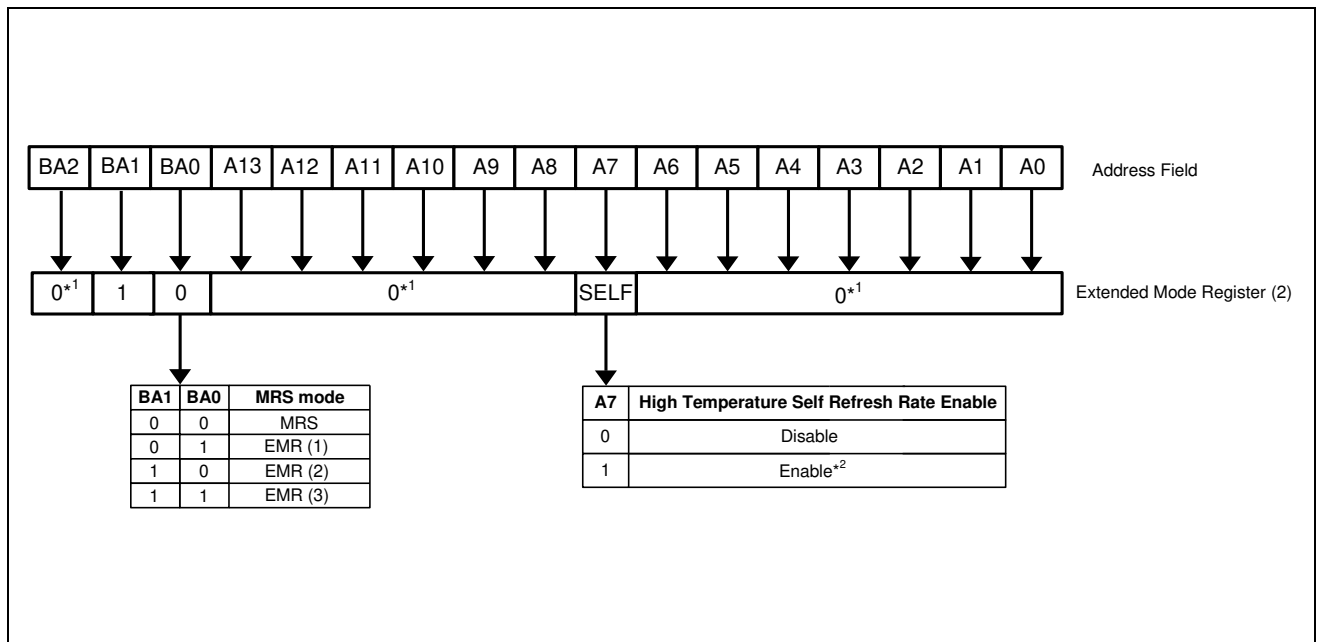 BA2 BA1 BA0 A13 A12 A11 A10 A9 A8 A7 A6 A5 A4 A3 A2 A1 A0 Address Field
0*1 1 0 0*1 SELF 0*1 Extended Mode Register (2)
BA1 BA0 MRS mode
0 0 MRS
0 1 EMR (1)
1 0 EMR (2)
1 1 EMR (3)
A7 High Temperature Self Refresh Rate Enable
0 Disable
1 Enable*2